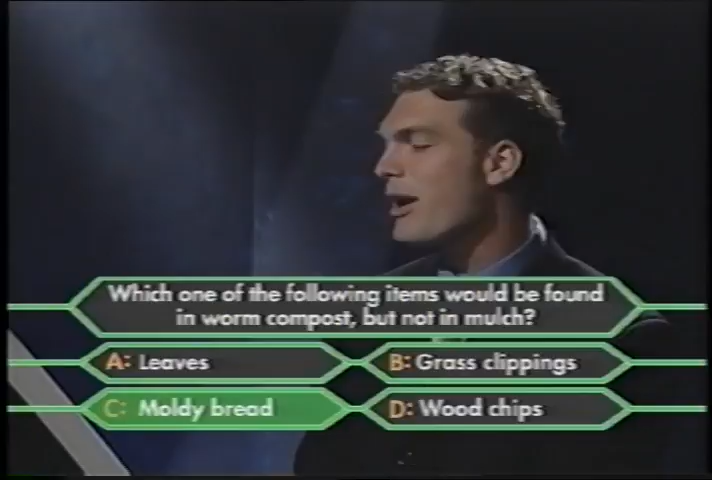 Which one of the following items would be found
in worm compost, but not in mulch?
A: Leaves
B: Grass clippings
C: Moldy bread
D: Wood chips